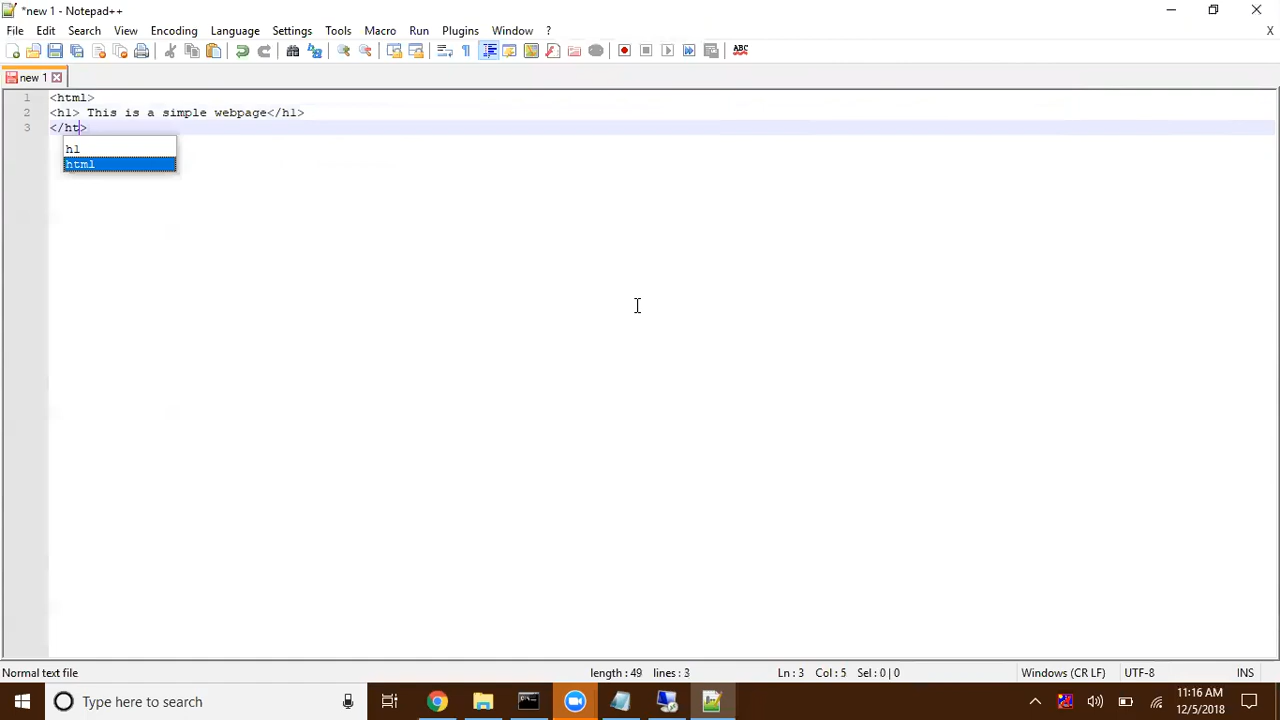 *new 1 - Notepad++
File Edit Search View Encoding Language Settings Tools Macro Run Plugins Window ? X
ABC
new 1
1 <html>
2 <h1> This is a simple webpage</h1>
3 </ht>
h1
html
Normal text file length : 49 lines : 3 Ln : 3 Col : 5 Sel : 0 | 0 Windows (CR LF) UTF-8 INS
Type here to search
11:16 AM
12/5/2018